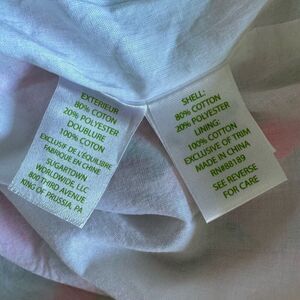 EXTERIEUR
80% COTON
20% POLYESTER
DOUBLURE
100% COTON
EXCLUSIF DE L'ÉQUILIBRE
FABRIQUE EN CHINE
SUGARTOWN
WORLDWIDE, LLC
800 THIRD AVENUE
KING OF PRUSSIA, PA
SHELL:
80% COTTON
20% POLYESTER
LINING:
100% COTTON
EXCLUSIVE OF TRIM
MADE IN CHINA
RN#88189
SEE REVERSE
FOR CARE